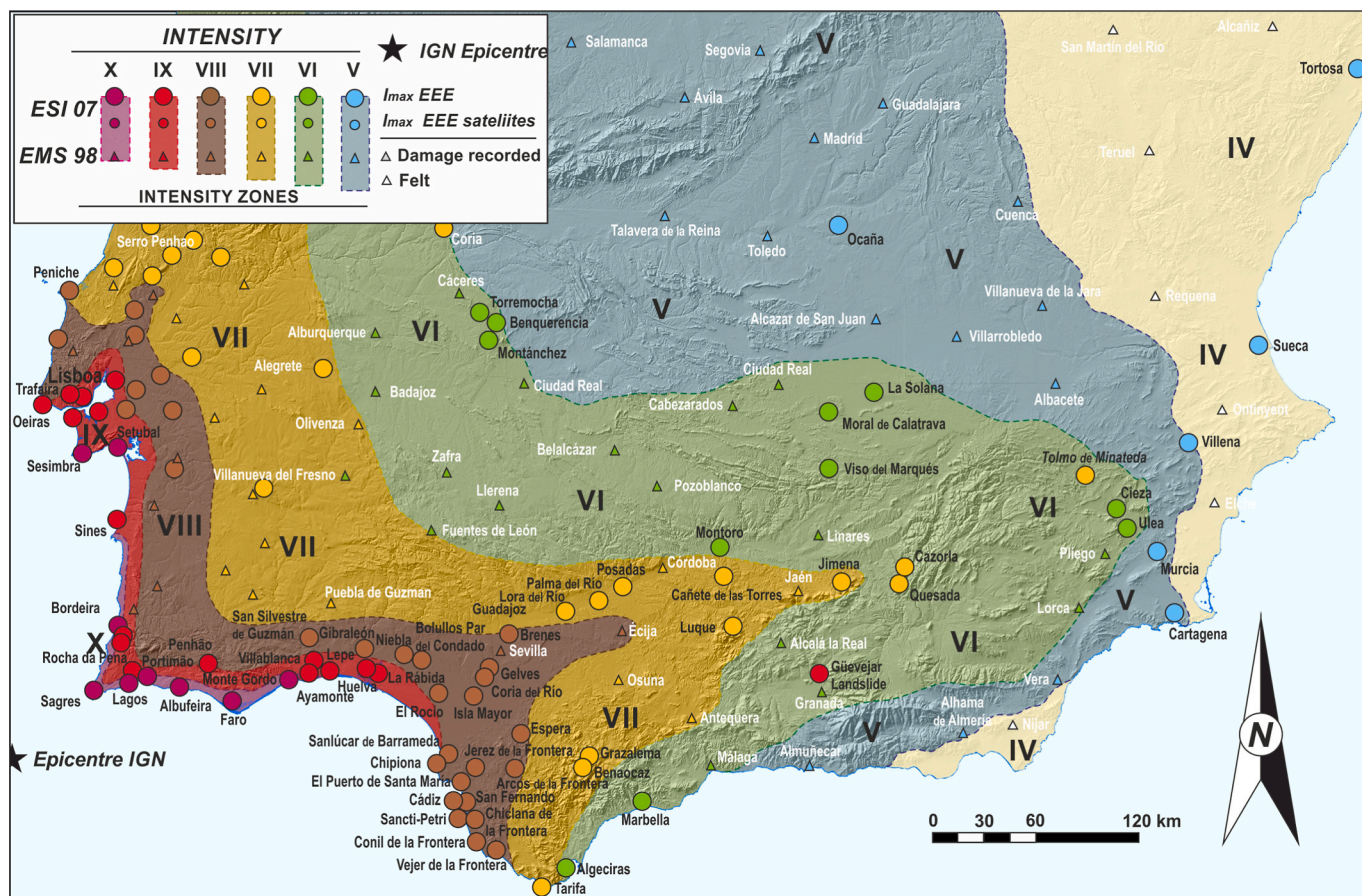 INTENSITY
X IX VIII VII VI V
ESI 07
EMS 98
INTENSITY ZONES
IGN Epicentre
Imax EEE
Imax EEE sateliites
Damage recorded
Felt
Salamanca
Segovia
V
San Martín del Rio
Alcañiz
Tortosa
Ávila
Guadalajara
Madrid
Teruel
IV
Cuenca
Talavera de la Reina
Toledo
Ocaña
Serro Penhao
Coria
V
Peniche
Cáceres
Torremocha
Benquerencia
Montánchez
V
Villanueva de la Jara
Requena
Alburquerque
VI
VII
Alcazar de San Juan
Villarrobledo
Sueca
IV
Lisboa
Trafaira
Alegrete
Badajoz
Ciudad Real
Ciudad Real
Cabezarados
La Solana
Albacete
Oeiras
IX
Setubal
Olivenza
Moral de Calatrava
Ontinyent
Villena
Sesimbra
Belalcázar
Zafra
Villanueva del Fresno
Viso del Marqués
Tolmo de Minateda
Llerena
VI
Pozoblanco
VI
Cieza
Sines
VIII
Fuentes de León
VII
Montoro
Linares
Ulea
Pliego
Murcia
Córdoba
Posadas
Palma del Río
Lora del Río
Guadajoz
Cañete de las Torres
Jaén
Jimena
Cazorla
Quesada
V
Bordeira
Puebla de Guzman
San Silvestre
de Guzmán
Lorca
Cartagena
X
Gibraleón
Niebla
Bolullos Par
del Condado
Brenes
Sevilla
Écija
Luque
Alcalá la Real
VI
Rocha da Pena
Penhão
Portimão
Villablanca
Lepe
La Rábida
Gelves
Güevejar
Landslide
Monte Gordo
Huelva
Ayamonte
Coria del Río
Osuna
Granada
Vera
Sagres
Lagos
Albufeira
Faro
El Rocío
Isla Mayor
VII
Antequera
Alhama
de Almeria
Nijar
Espera
Sanlúcar de Barrameda
Jerez de la Frontera
Grazalema
V
IV
Epicentre IGN
Chipiona
Benaocaz
Málaga
Almuñecar
El Puerto de Santa María
Arcos de la Frontera
Cádiz
San Fernando
Marbella
Sancti-Petri
Chiclana de
la Frontera
Conil de la Frontera
Vejer de la Frontera
Algeciras
Tarifa
N
0 30 60 120 km